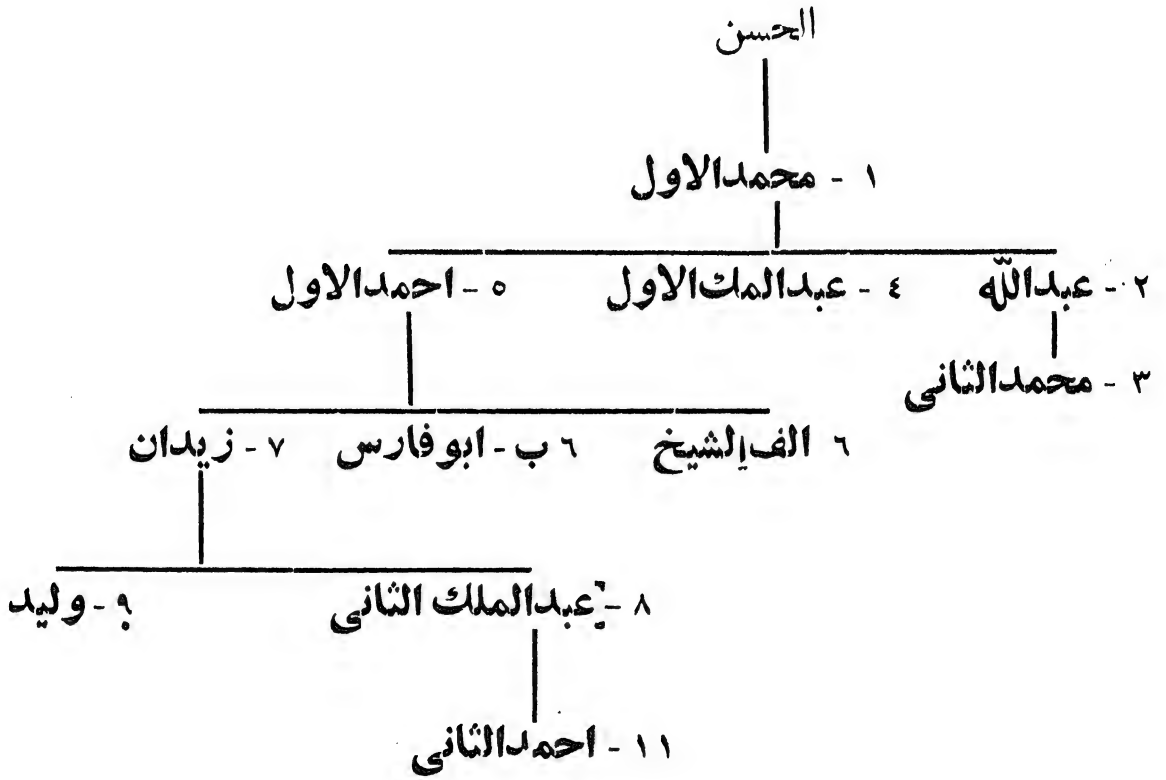 الحسن
١ - محمد الاول
٢ - عبدالله ٤ - عبدالمك الاول ٥ - احمد الاول
٣ - محمد الثانى
٦ الف الشيخ ٦ ب - ابو فارس ٧ - زيدان
٨ - عبدالملك الثانى ٩ - وليد
١١ - احمد الثانى